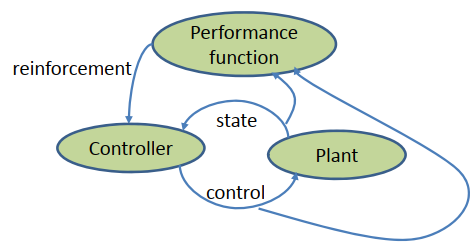 Performance
function
reinforcement
state
Controller
Plant
control